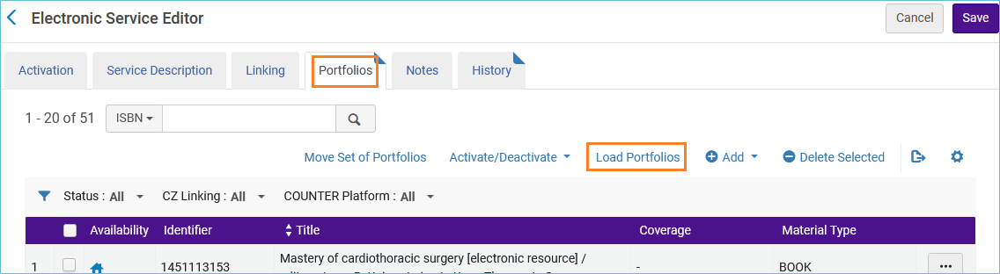 Electronic Service Editor
Cancel
Save
Activation
Service Description
Linking
Portfolios
Notes
History
1 - 20 of 51
ISBN
Move Set of Portfolios
Activate/Deactivate
Load Portfolios
Add
Delete Selected
Status : All
CZ Linking : All
COUNTER Platform : All
Availability
Identifier
Title
Coverage
Material Type
1
1451113153
Mastery of cardiothoracic surgery [electronic resource] /
-
BOOK